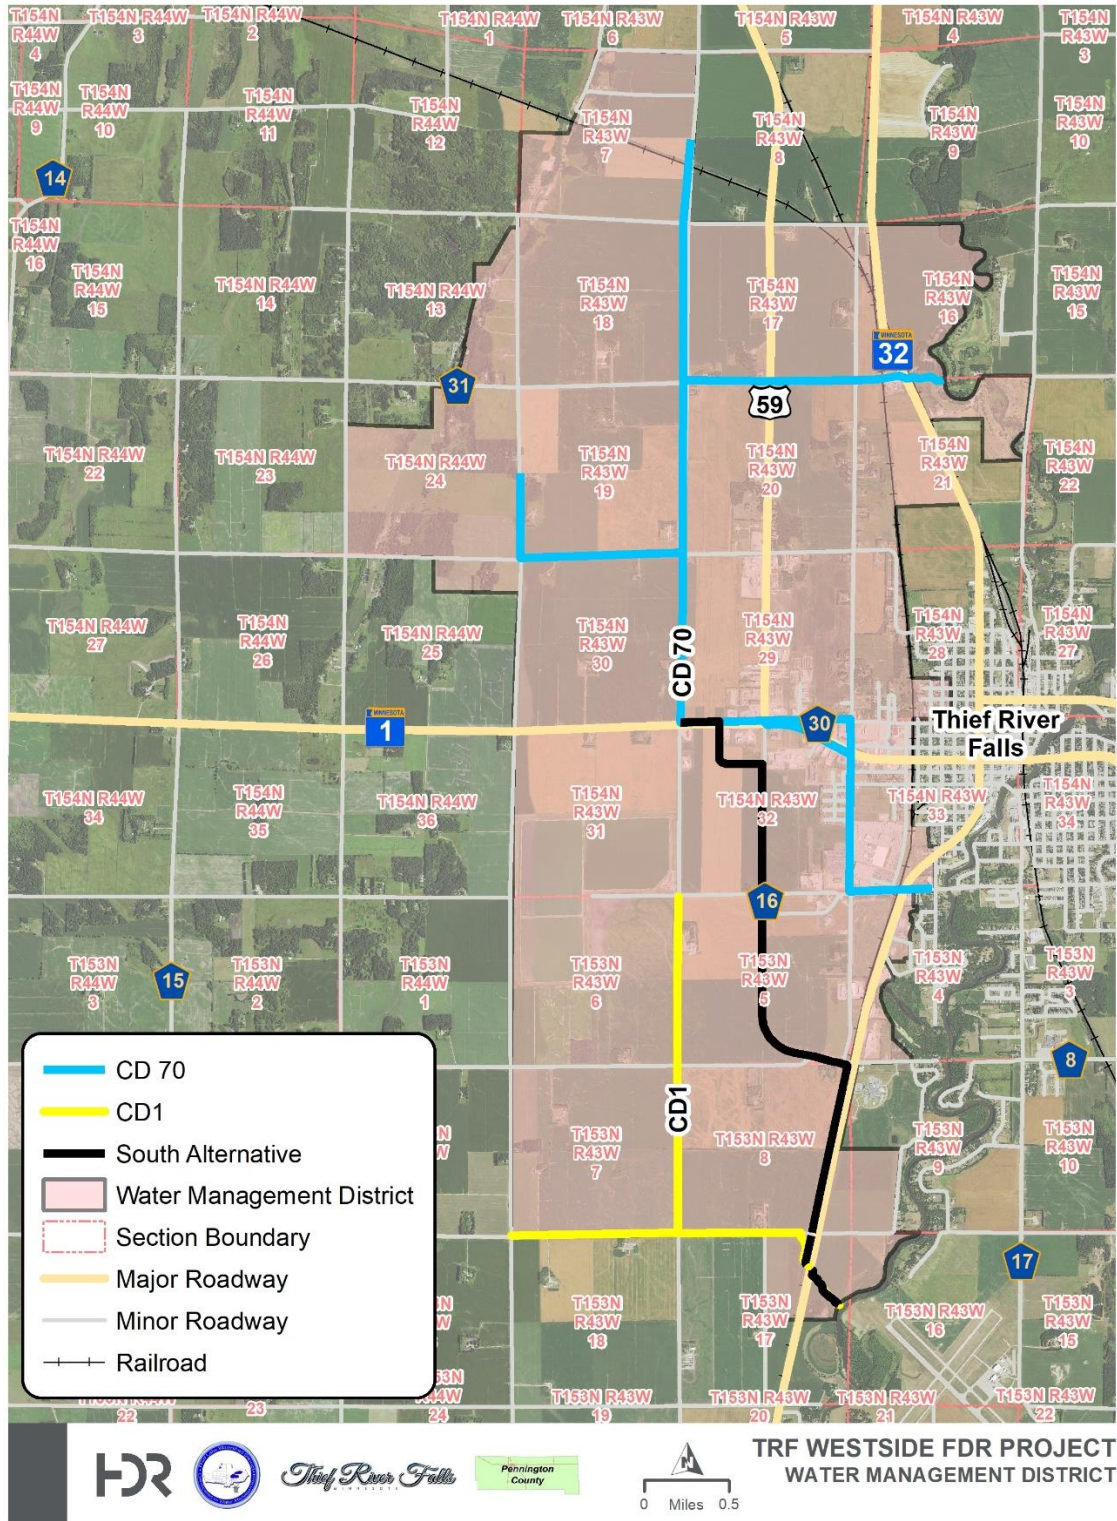 T154N
R44W
4
T154N R44W
3
T154N R44W
2
T154N R44W
1
T154N R43W
6
T154N R43W
5
T154N R43W
4
T154N
R43W
3
T154N
R44W
9
T154N
R44W
10
T154N
R44W
11
T154N
R44W
12
T154N
R43W
7
T154N
R43W
8
T154N
R43W
9
T154N
R43W
10
14
T154N
R44W
16
T154N
R44W
15
T154N R44W
14
T154N R44W
13
T154N
R43W
18
T154N
R43W
17
T154N
R43W
16
T154N
R43W
15
MINNESOTA
32
31
59
T154N R44W
22
T154N R44W
23
T154N R44W
24
T154N
R43W
19
T154N
R43W
20
T154N
R43W
21
T154N
R43W
22
T154N R44W
27
T154N
R44W
26
T154N R44W
25
T154N
R43W
30
CD 70
T154N
R43W
29
T154N
R43W
28
T154N
R43W
27
MINNESOTA
1
30
Thief River
Falls
T154N R44W
34
T154N
R44W
35
T154N R44W
36
T154N
R43W
31
T154N R43W
32
T154N R43W
33
T154N
R43W
34
16
15
T153N
R44W
3
T153N
R44W
2
T153N
R44W
1
T153N
R43W
6
T153N
R43W
5
T153N
R43W
4
T153N
R43W
3
8
CD1
T153N
R43W
7
T153N R43W
8
T153N
R43W
9
T153N
R43W
10
17
T153N
R43W
18
T153N
R43W
17
T153N R43W
16
T153N
R43W
15
22
23
24
T153N R43W
19
T153N R43W
20
T153N R43W
21
T153N R43W
22
CD 70
CD1
South Alternative
Water Management District
Section Boundary
Major Roadway
Minor Roadway
Railroad
HDR
Thief River Falls
MINNESOTA
Pennington
County
N
0 Miles 0.5
TRF WESTSIDE FDR PROJECT
WATER MANAGEMENT DISTRICT